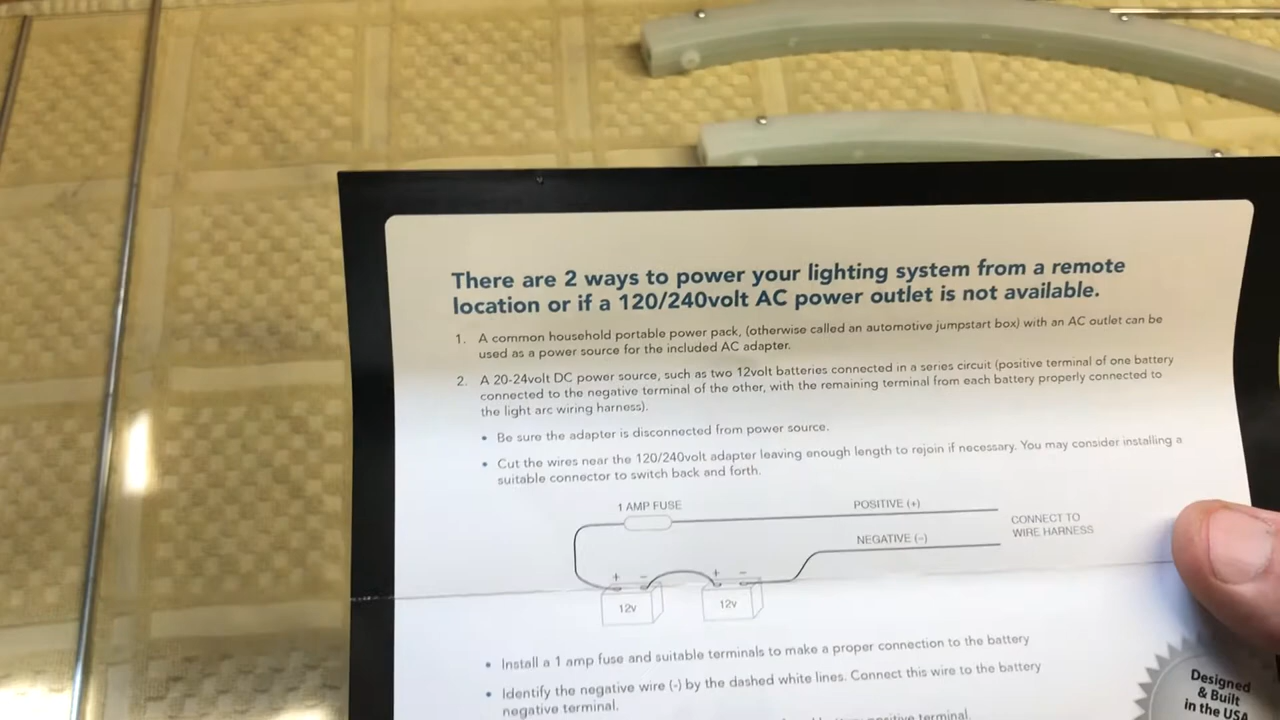 There are 2 ways to power your lighting system from a remote
location or if a 120/240volt AC power outlet is not available.
1. A common household portable power pack, (otherwise called an automotive jumpstart box) with an AC outlet can be
used as a power source for the included AC adapter.
2. A 20-24volt DC power source, such as two 12volt batteries connected in a series circuit (positive terminal of one battery
connected to the negative terminal of the other, with the remaining terminal from each battery properly connected to
the light arc wiring harness).
• Be sure the adapter is disconnected from power source.
• Cut the wires near the 120/240volt adapter leaving enough length to rejoin if necessary. You may consider installing a
suitable connector to switch back and forth.
1 AMP FUSE
POSITIVE (+)
CONNECT TO
WIRE HARNESS
NEGATIVE (-)
+ - + -
12v 12v
• Install a 1 amp fuse and suitable terminals to make a proper connection to the battery
• Identify the negative wire (-) by the dashed white lines. Connect this wire to the battery
negative terminal.
positive terminal.
Designed
& Built
in the USA